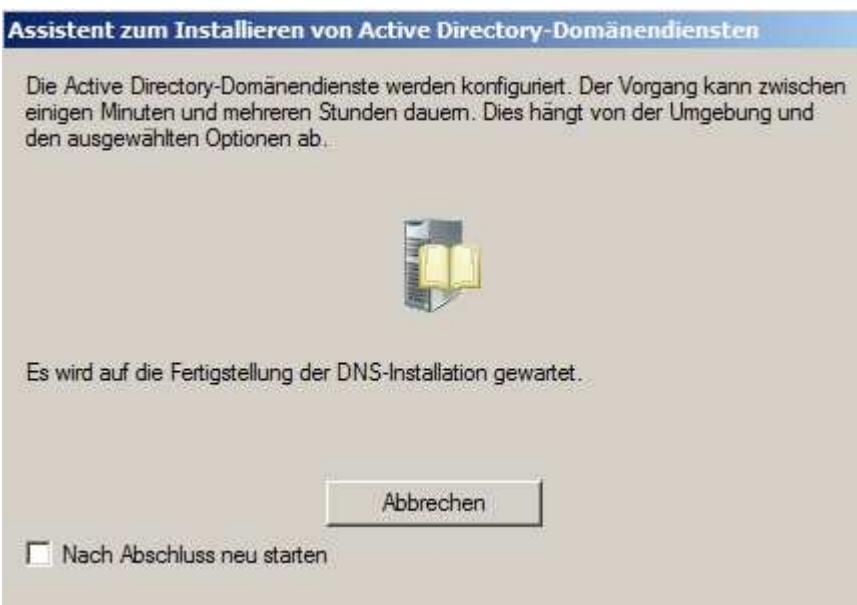 Assistent zum Installieren von Active Directory-Domänendiensten
Die Active Directory-Domänendienste werden konfiguriert. Der Vorgang kann zwischen
einigen Minuten und mehreren Stunden dauern. Dies hängt von der Umgebung und
den ausgewählten Optionen ab.
Es wird auf die Fertigstellung der DNS-Installation gewartet.
Abbrechen
Nach Abschluss neu starten